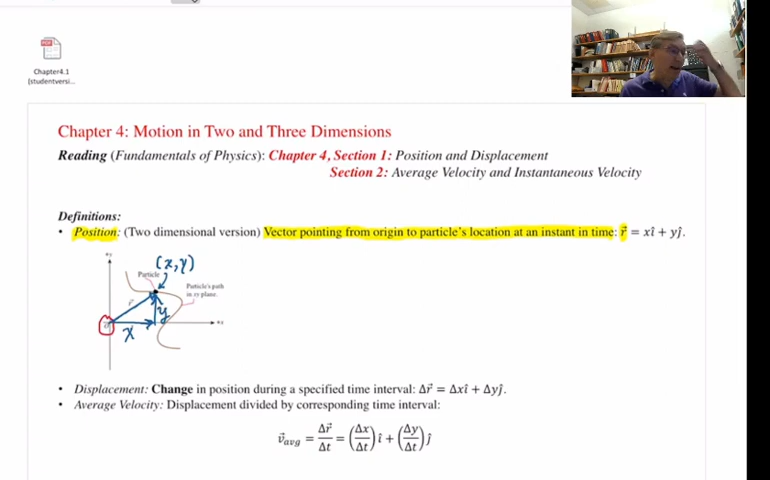 PDF
Chapter4.1
(studentversi...
Chapter 4: Motion in Two and Three Dimensions
Reading (Fundamentals of Physics): Chapter 4, Section 1: Position and Displacement
Section 2: Average Velocity and Instantaneous Velocity
Definitions:
• Position: (Two dimensional version) Vector pointing from origin to particle's location at an instant in time: r⃗ = xî + yĵ.
(x,y)
Particle
Particle's path
in xy plane.
r⃗
y
+x
x
• Displacement: Change in position during a specified time interval: Δr⃗ = Δxî + Δyĵ.
• Average Velocity: Displacement divided by corresponding time interval:
v⃗avg = Δr⃗/Δt = (Δx/Δt) î + (Δy/Δt) ĵ